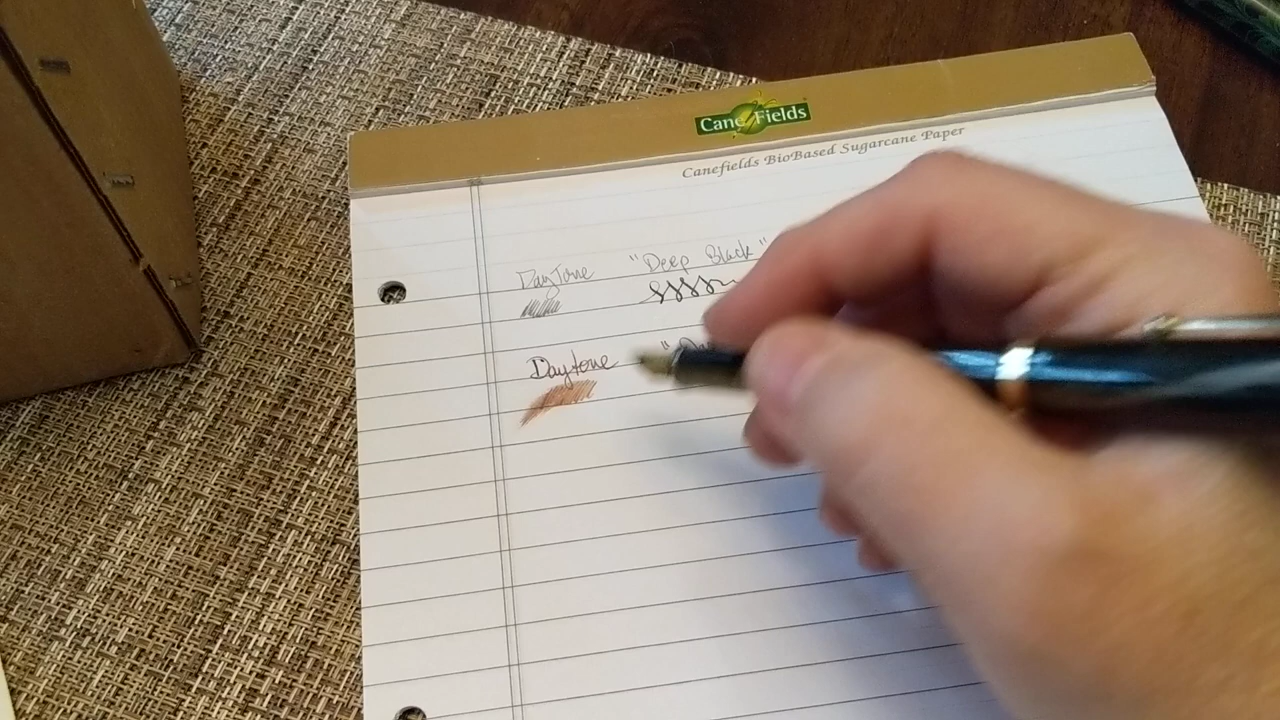 Cane Fields
Canefields BioBased Sugarcane Paper
DayTone "Deep Black"
Daytone